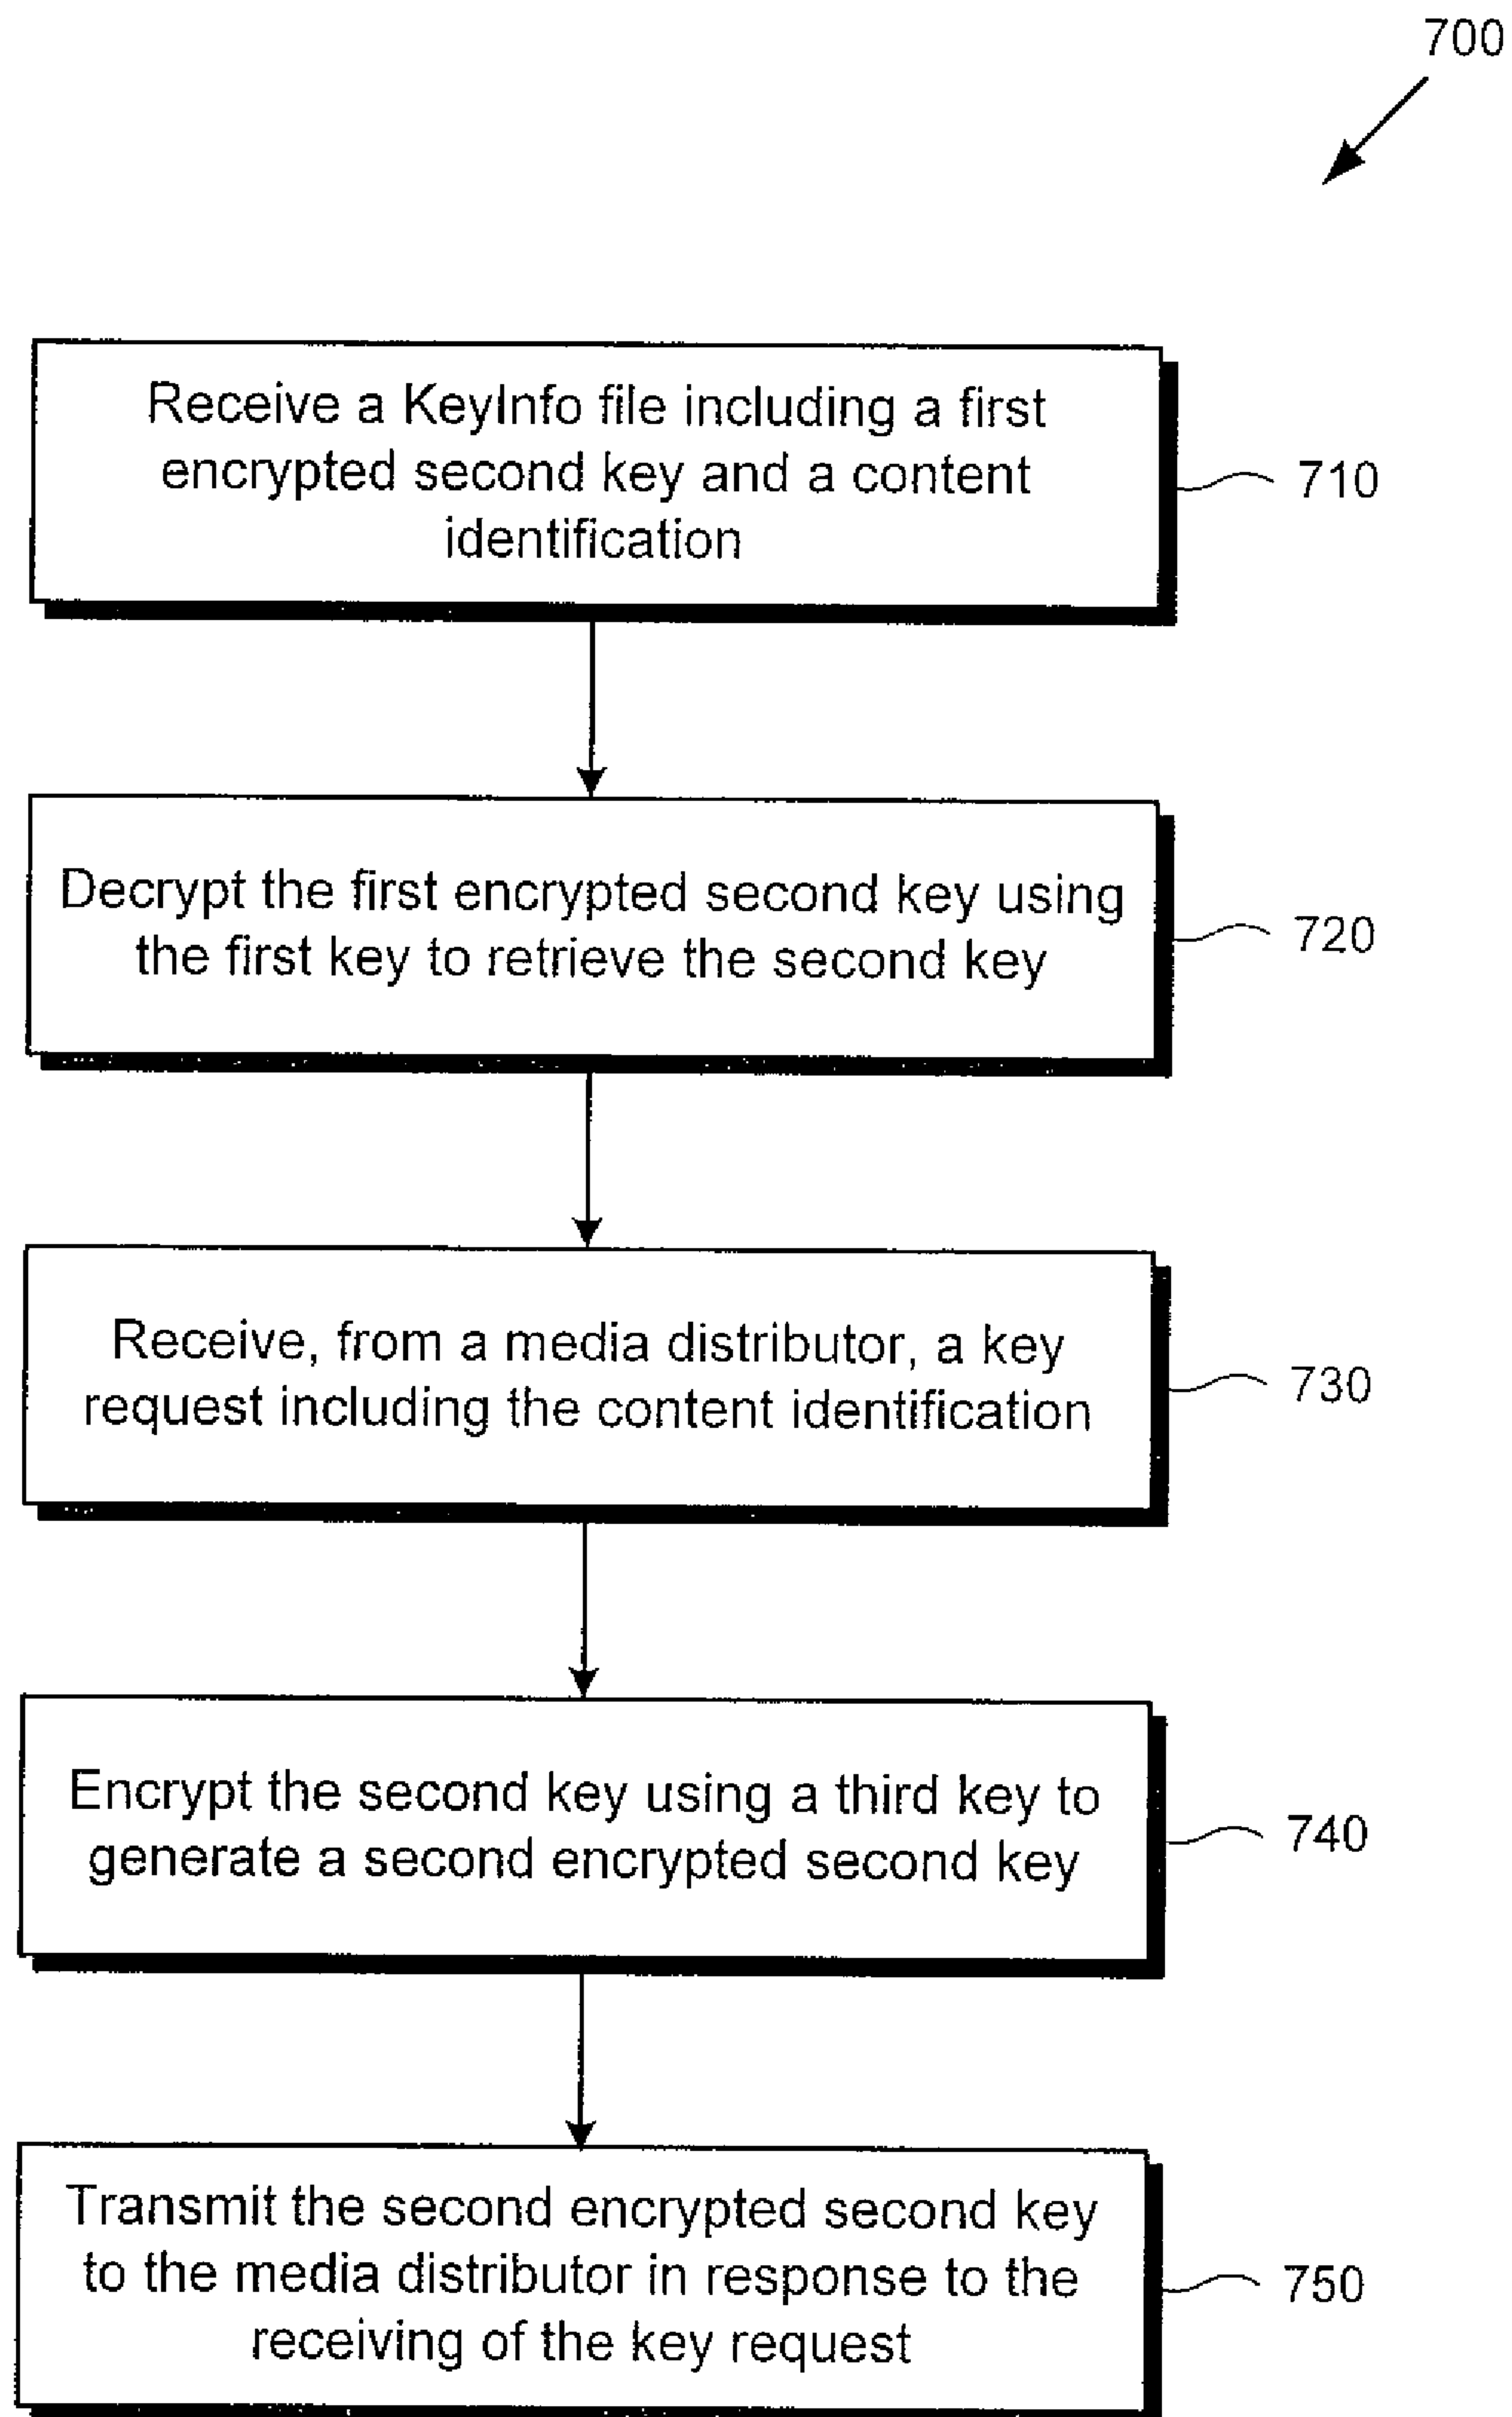 700
Receive a KeyInfo file including a first
encrypted second key and a content
identification
710
Decrypt the first encrypted second key using
the first key to retrieve the second key
720
Receive, from a media distributor, a key
request including the content identification
730
Encrypt the second key using a third key to
generate a second encrypted second key
740
Transmit the second encrypted second key
to the media distributor in response to the
receiving of the key request
750